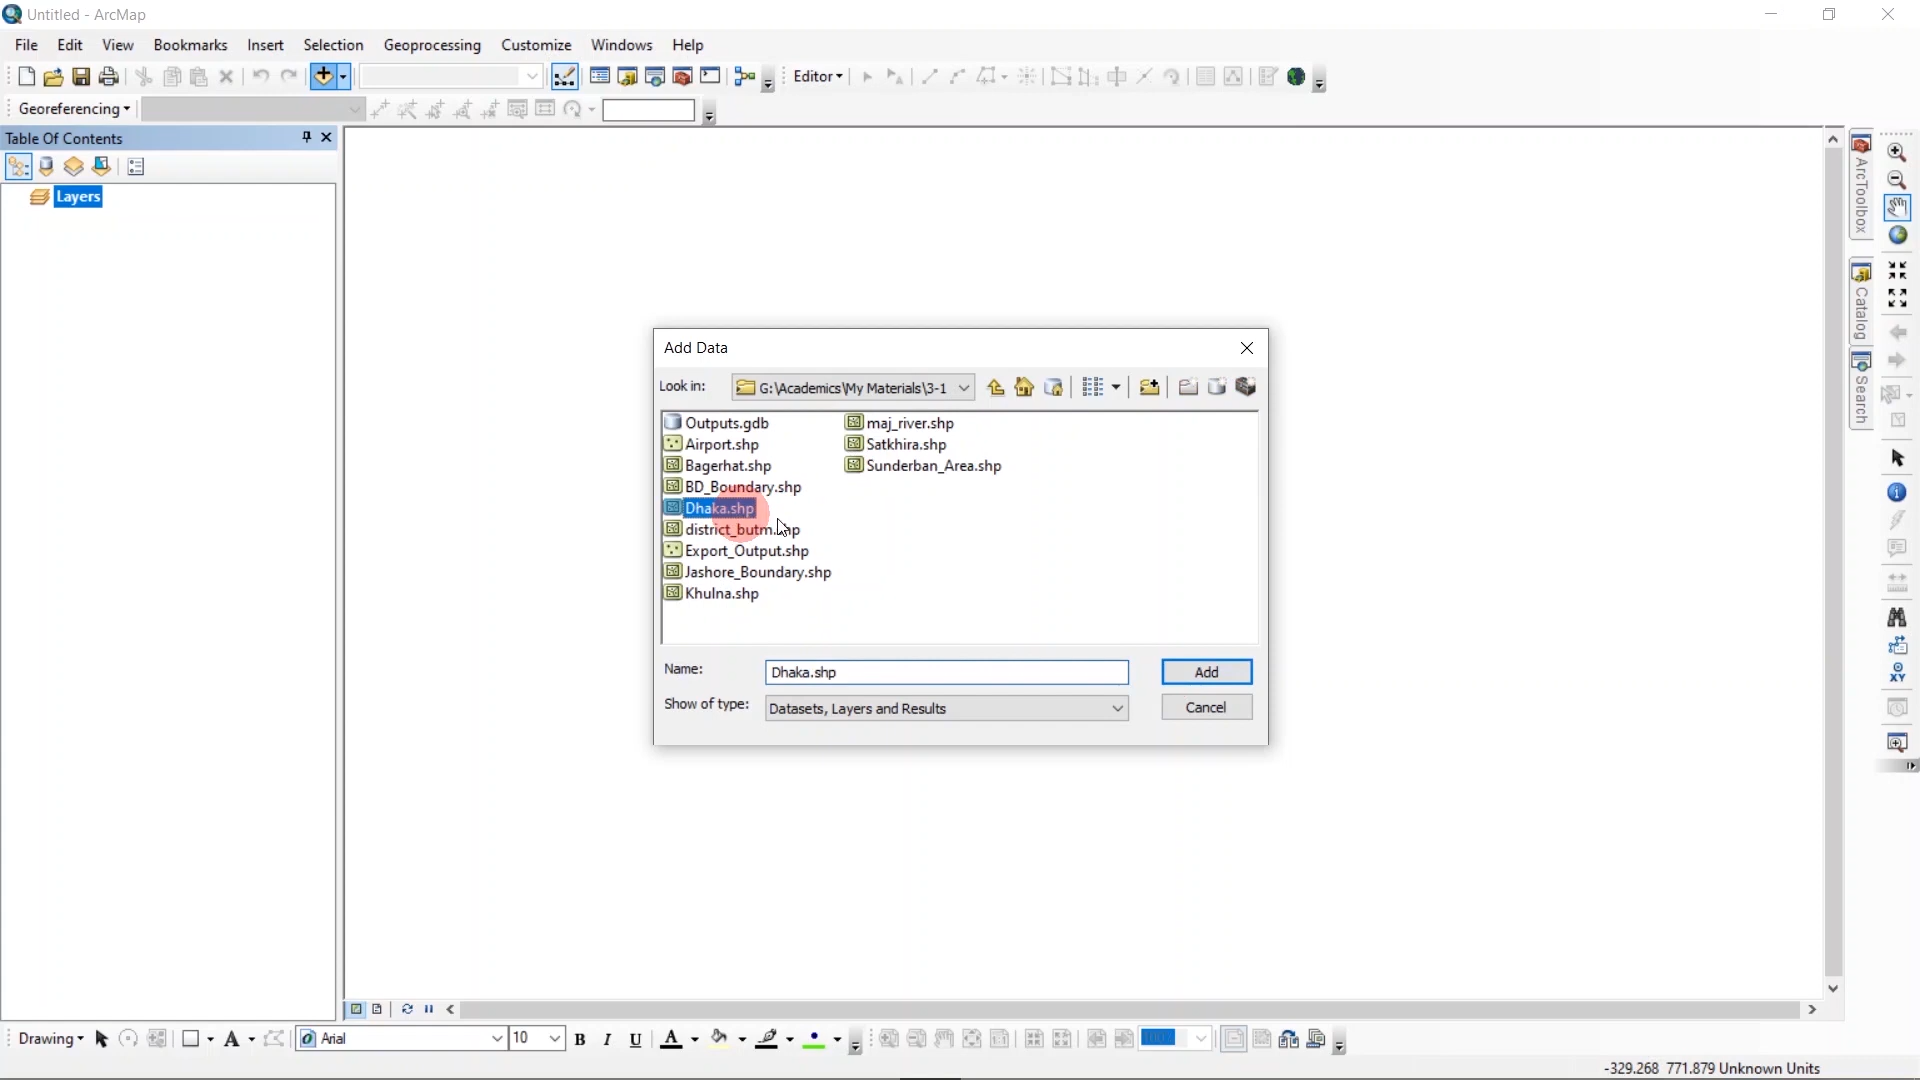 Untitled - ArcMap
File Edit View Bookmarks Insert Selection Geoprocessing Customize Windows Help
Editor
Georeferencing
Table Of Contents
Layers
ArcToolbox
Catalog
Search
Add Data
Look in: G:\Academics\My Materials\3-1
Outputs.gdb maj_river.shp
Airport.shp Satkhira.shp
Bagerhat.shp Sunderban_Area.shp
BD_Boundary.shp
Dhaka.shp
district_butm.shp
Export_Output.shp
Jashore_Boundary.shp
Khulna.shp
Name: Dhaka.shp Add
Show of type: Datasets, Layers and Results Cancel
XY
Drawing A Arial 10 B I U A
-329.268 771.879 Unknown Units